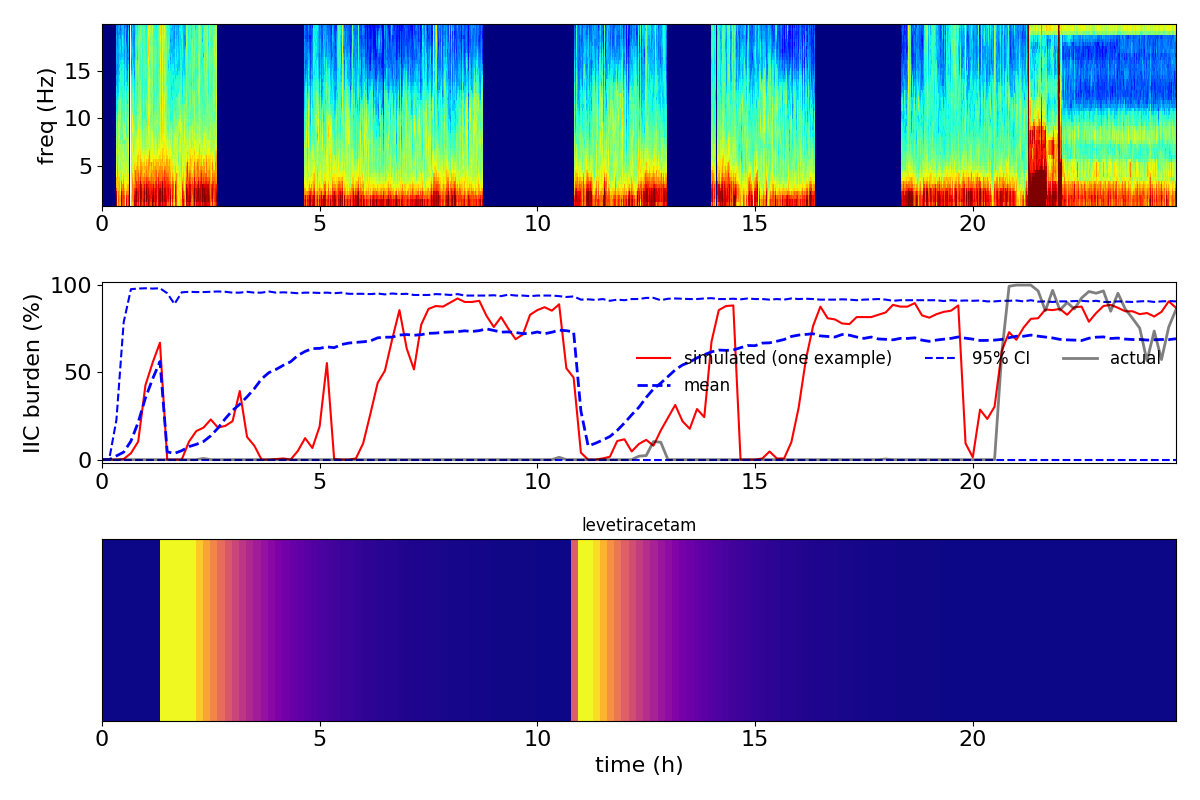 15
10
5
freq (Hz)
0 5 10 15 20
100
50
0
IIC burden (%)
simulated (one example) 95% CI actual
mean
0 5 10 15 20
levetiracetam
0 5 10 15 20
time (h)